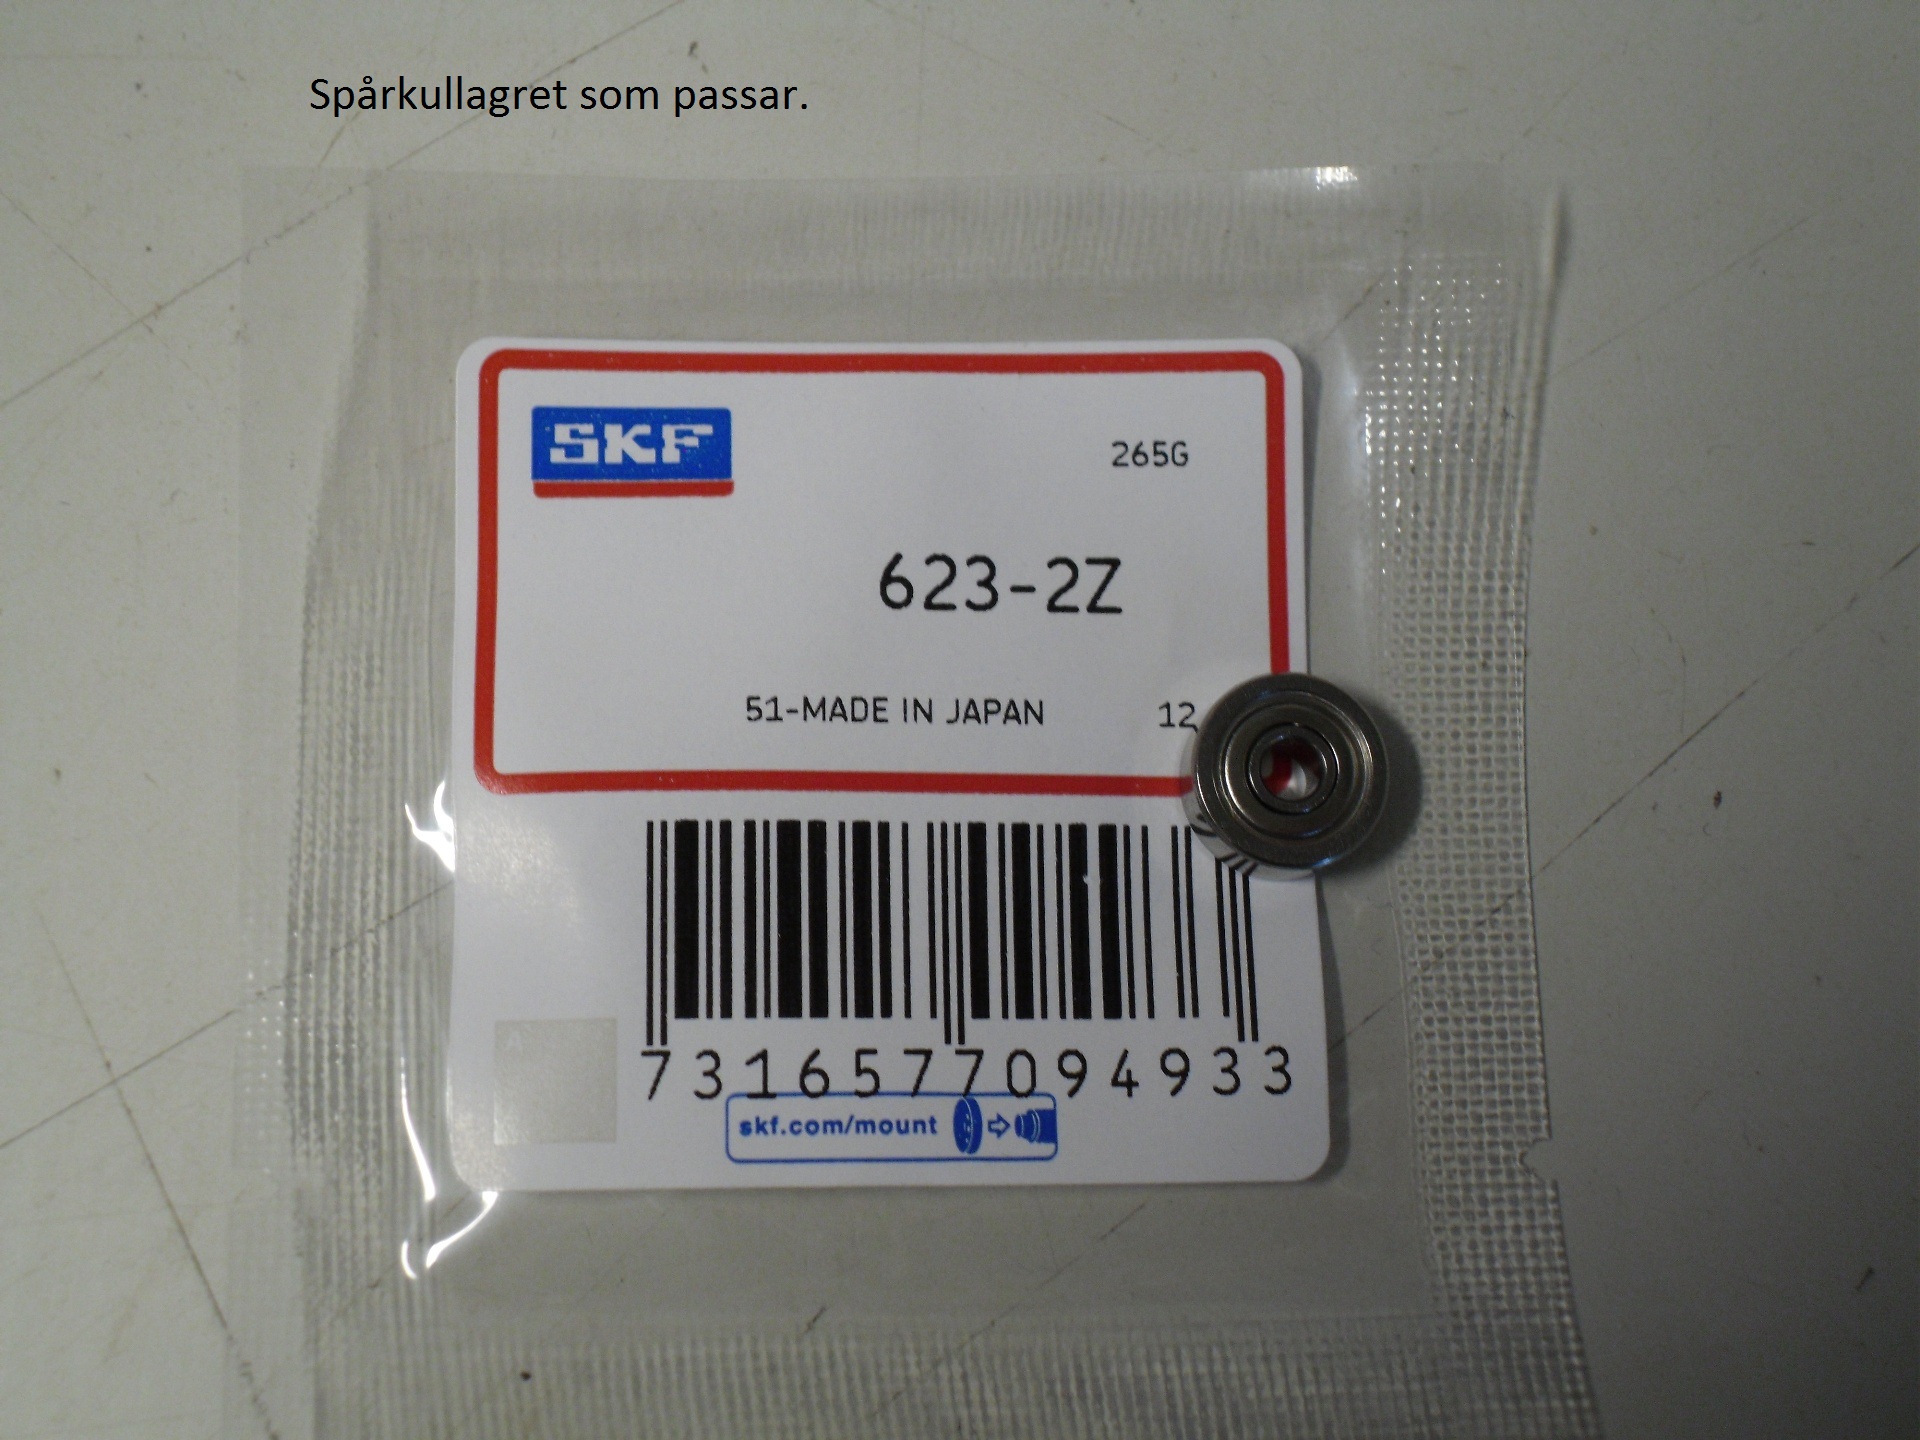 Spårkullagret som passar.
SKF
265G
623-2Z
51-MADE IN JAPAN
12
7316577094933
skf.com/mount